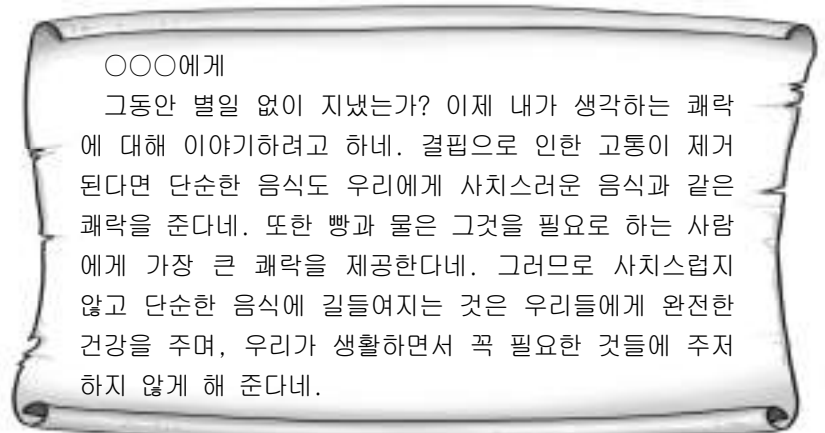 ○○○에게
그동안 별일 없이 지냈는가? 이제 내가 생각하는 쾌락
에 대해 이야기하려고 하네. 결핍으로 인한 고통이 제거
된다면 단순한 음식도 우리에게 사치스러운 음식과 같은
쾌락을 준다네. 또한 빵과 물은 그것을 필요로 하는 사람
에게 가장 큰 쾌락을 제공한다네. 그러므로 사치스럽지
않고 단순한 음식에 길들여지는 것은 우리들에게 완전한
건강을 주며, 우리가 생활하면서 꼭 필요한 것들에 주저
하지 않게 해 준다네.